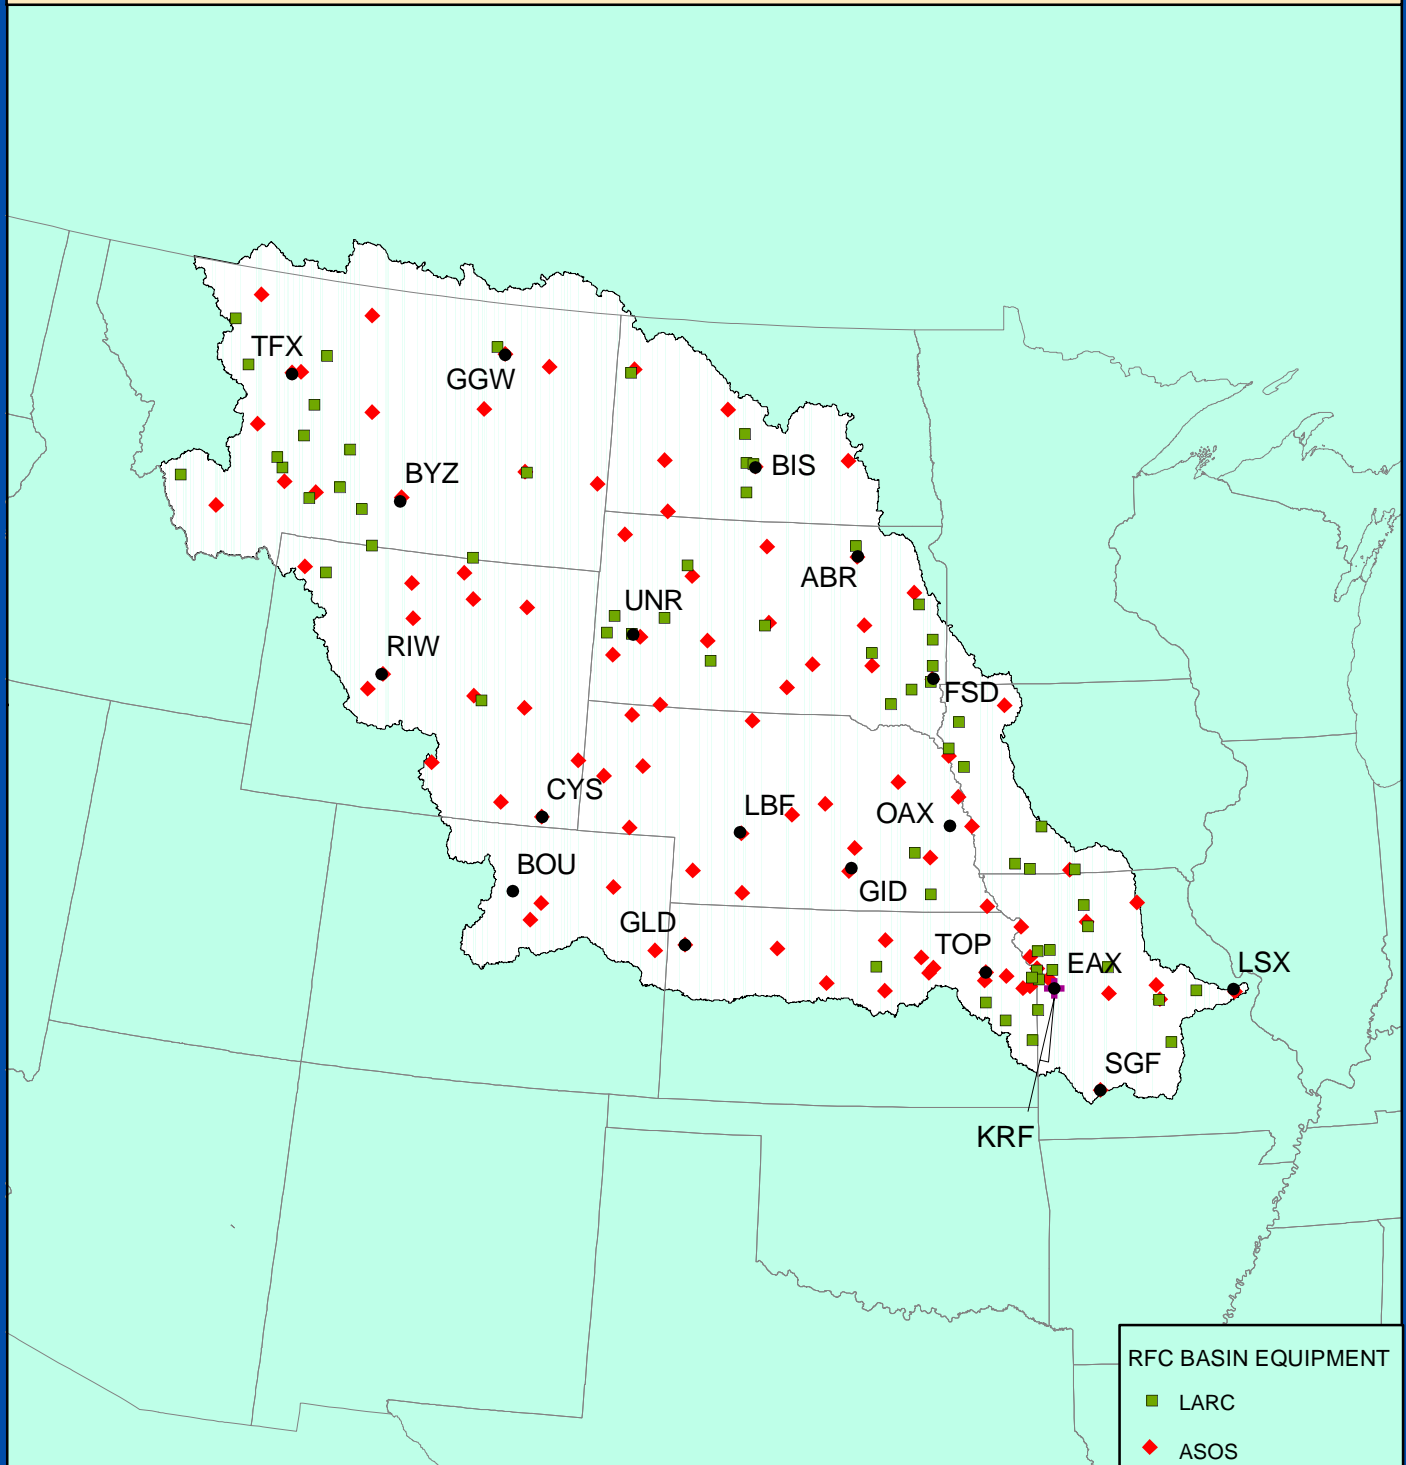 TFX
GGW
BYZ
BIS
ABR
UNR
RIW
FSD
CYS
LBF
OAX
BOU
GID
GLD
TOP
EAX
LSX
SGF
KRF
RFC BASIN EQUIPMENT
LARC
ASOS